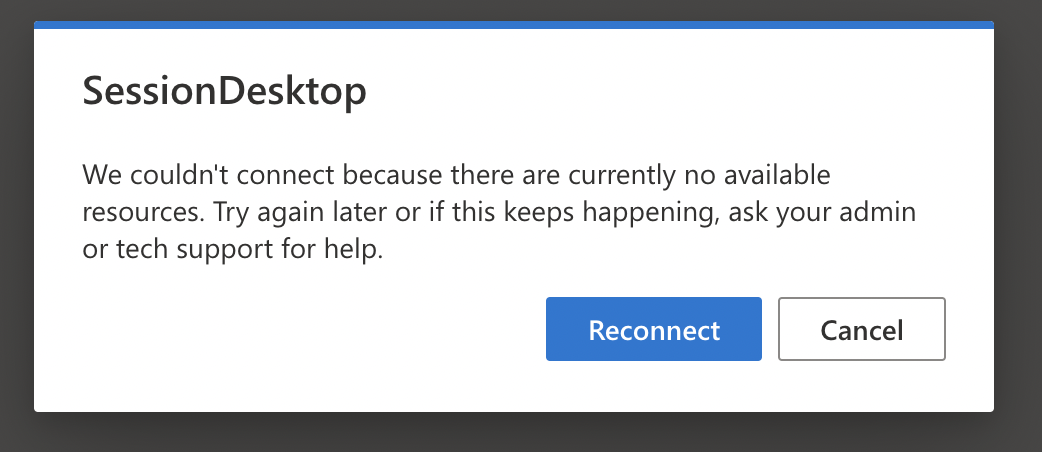 SessionDesktop
We couldn't connect because there are currently no available
resources. Try again later or if this keeps happening, ask your admin
or tech support for help.
Reconnect Cancel